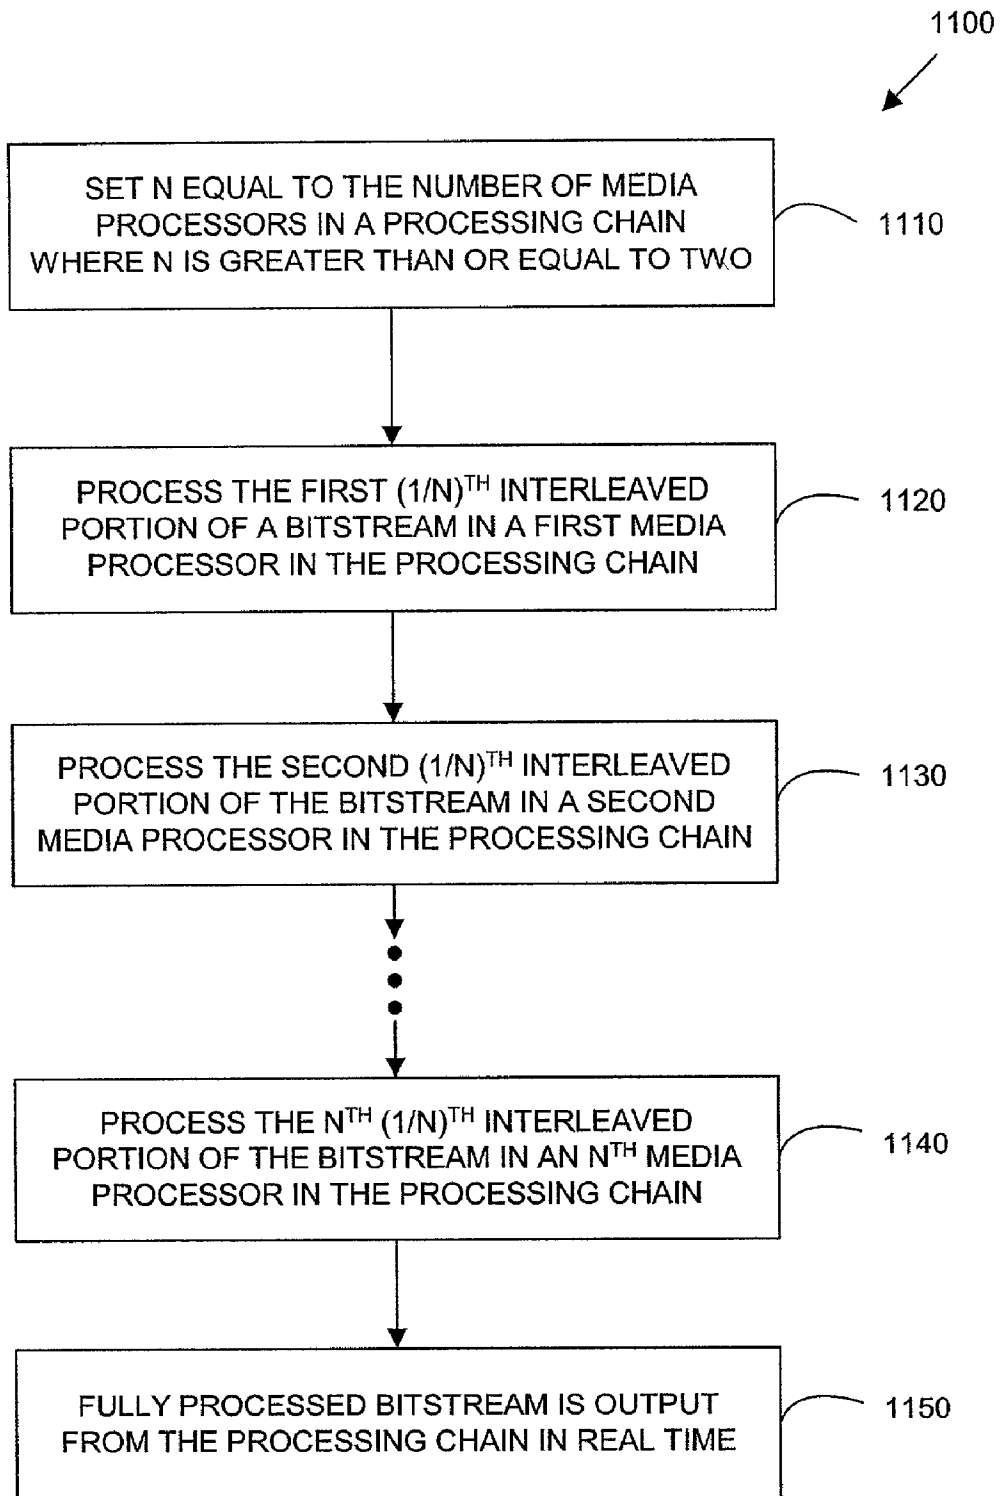 1100
SET N EQUAL TO THE NUMBER OF MEDIA
PROCESSORS IN A PROCESSING CHAIN
WHERE N IS GREATER THAN OR EQUAL TO TWO
1110
PROCESS THE FIRST (1/N)TH INTERLEAVED
PORTION OF A BITSTREAM IN A FIRST MEDIA
PROCESSOR IN THE PROCESSING CHAIN
1120
PROCESS THE SECOND (1/N)TH INTERLEAVED
PORTION OF THE BITSTREAM IN A SECOND
MEDIA PROCESSOR IN THE PROCESSING CHAIN
1130
PROCESS THE NTH (1/N)TH INTERLEAVED
PORTION OF THE BITSTREAM IN AN NTH MEDIA
PROCESSOR IN THE PROCESSING CHAIN
1140
FULLY PROCESSED BITSTREAM IS OUTPUT
FROM THE PROCESSING CHAIN IN REAL TIME
1150